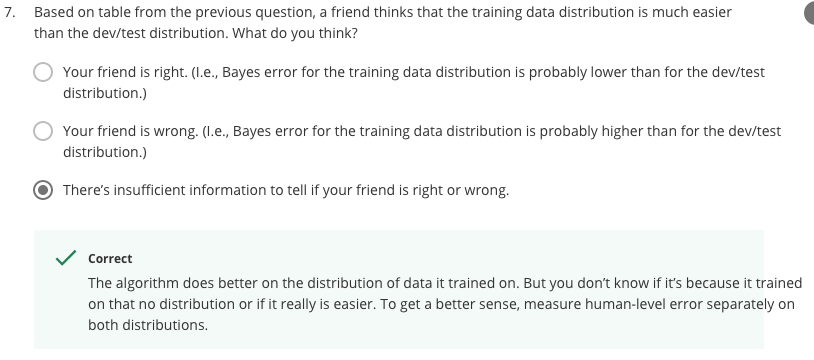 7. Based on table from the previous question, a friend thinks that the training data distribution is much easier
than the dev/test distribution. What do you think?
Your friend is right. (I.e., Bayes error for the training data distribution is probably lower than for the dev/test
distribution.)
Your friend is wrong. (I.e., Bayes error for the training data distribution is probably higher than for the dev/test
distribution.)
There's insufficient information to tell if your friend is right or wrong.
Correct
The algorithm does better on the distribution of data it trained on. But you don't know if it's because it trained
on that no distribution or if it really is easier. To get a better sense, measure human-level error separately on
both distributions.